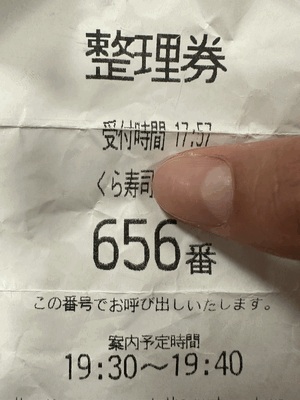 整理券
受付時間 17:57
くら寿司
656番
この番号でお呼び出しいたします。
案内予定時間
19:30〜19:40